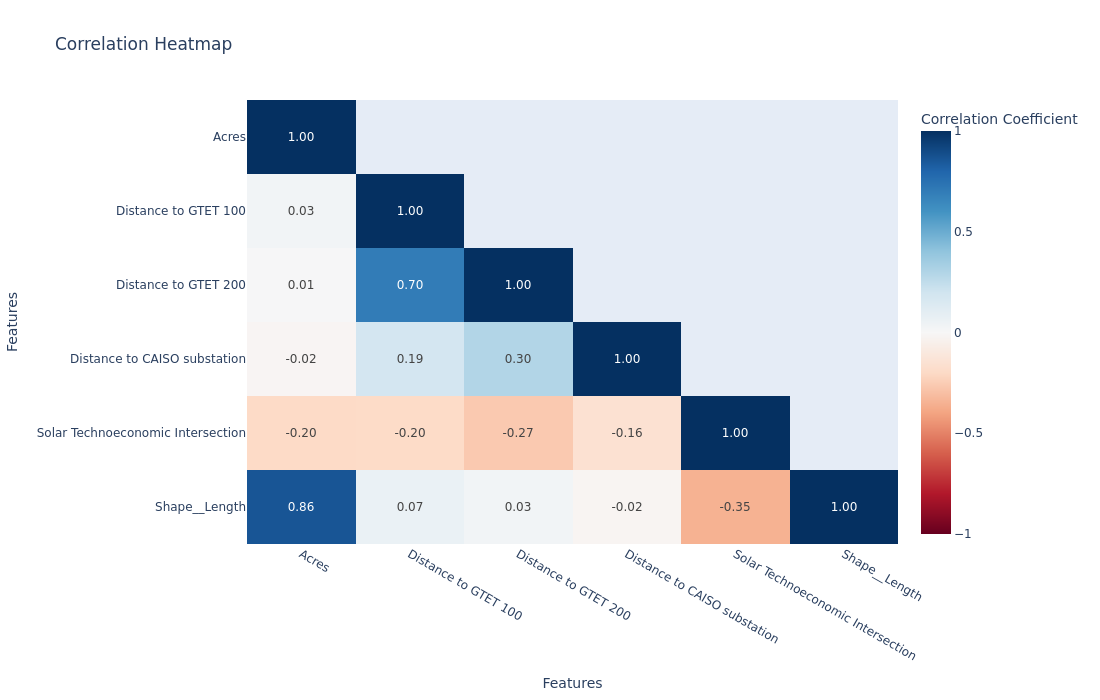 Correlation Heatmap
Correlation Coefficient
Features
Acres 1.00
Distance to GTET 100 0.03 1.00
Distance to GTET 200 0.01 0.70 1.00
Distance to CAISO substation -0.02 0.19 0.30 1.00
Solar Technoeconomic Intersection -0.20 -0.20 -0.27 -0.16 1.00
Shape__Length 0.86 0.07 0.03 -0.02 -0.35 1.00
1
0.5
0
−0.5
−1
Acres
Distance to GTET 100
Distance to GTET 200
Distance to CAISO substation
Solar Technoeconomic Intersection
Shape__Length
Features